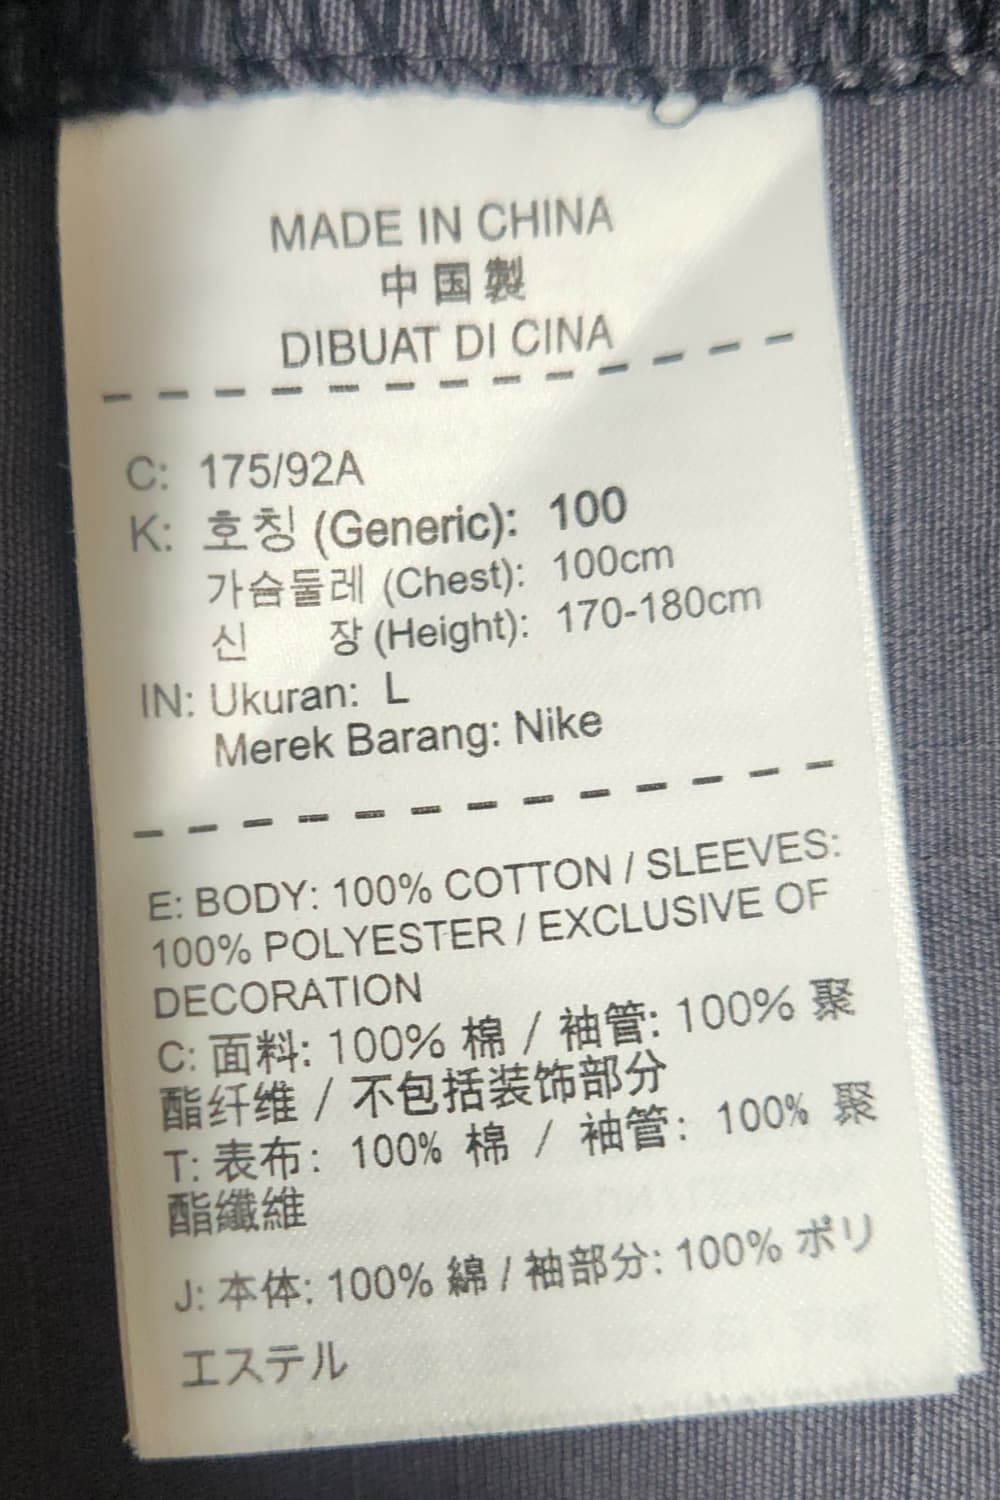 MADE IN CHINA
中国製
DIBUAT DI CINA
C: 175/92A
K: 호칭 (Generic): 100
가슴둘레 (Chest): 100cm
신 장 (Height): 170-180cm
IN: Ukuran: L
Merek Barang: Nike
E: BODY: 100% COTTON / SLEEVES:
100% POLYESTER / EXCLUSIVE OF
DECORATION
C: 面料: 100% 棉 / 袖管: 100% 聚
酯纤维 / 不包括装饰部分
T: 表布: 100% 棉 / 袖管: 100% 聚
酯纖維
J: 本体: 100% 綿 / 袖部分: 100% ポリ
エステル